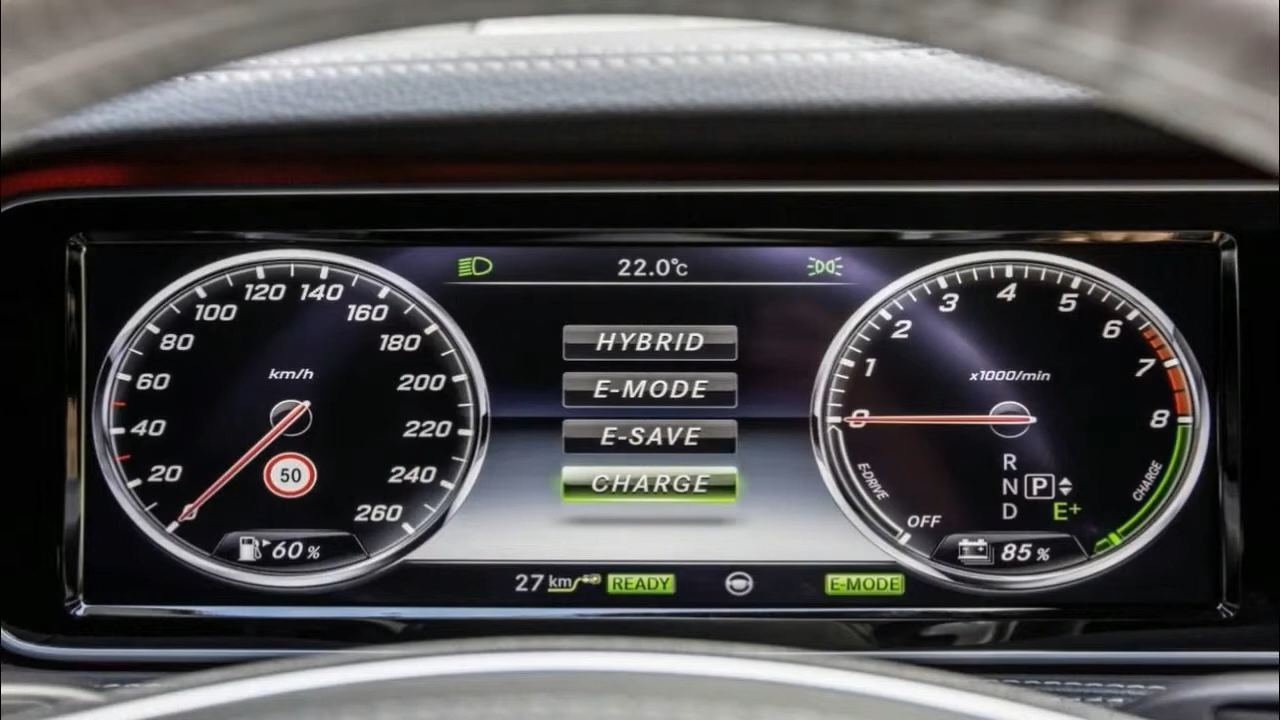 22.0°c
120 140
100 160
80 180
60 200
40 220
20 240
0 260
km/h
50
60 %
HYBRID
E-MODE
E-SAVE
CHARGE
27 km READY E-MODE
4
3 5
2 6
1 7
0 8
x1000/min
R
N P
D E+
E-DRIVE
OFF
CHARGE
85 %